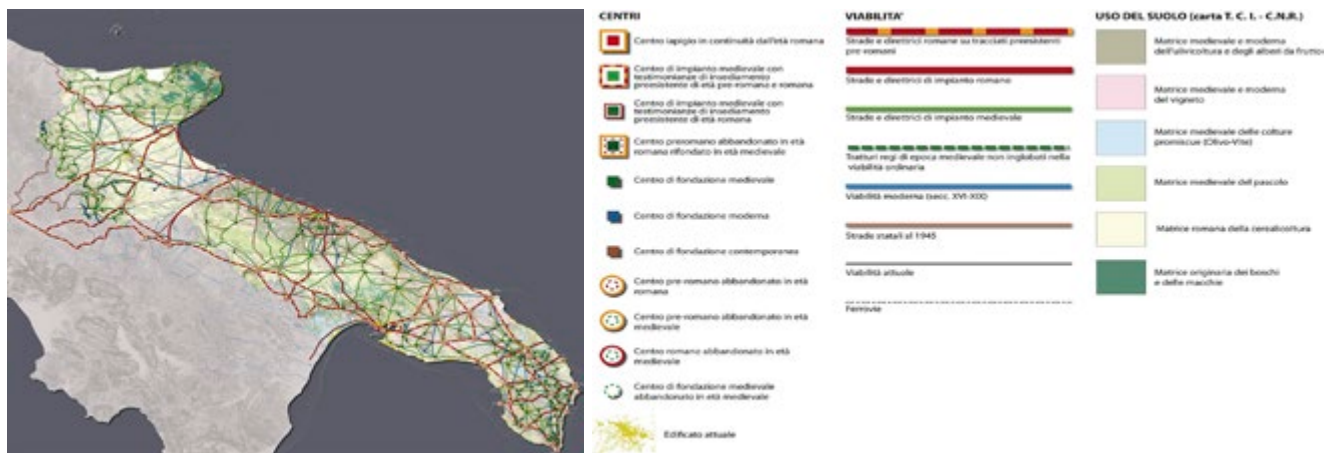 CENTRI
Centro iapigio in continuità dall'età romana
Centro di impianto medievale con
testimonianze di insediamento
preesistente di età pre-romana e romana
Centro di impianto medievale con
testimonianze di insediamento
preesistente di età romana
Centro preromano abbandonato in età
romana rifondato in età medievale
Centro di fondazione medievale
Centro di fondazione moderna
Centro di fondazione contemporanea
Centro pre-romano abbandonato in età
romana
Centro pre-romano abbandonato in età
medievale
Centro romano abbandonato in età
medievale
Centro di fondazione medievale
abbandonato in età medievale
Edificato attuale
VIABILITA'
Strade e direttrici romane su tracciati preesistenti
pre-romani
Strade e direttrici di impianto romano
Strade e direttrici di impianto medievale
Tratturi regi di epoca medievale non inglobati nella
viabilità ordinaria
Viabilità moderna (secc. XVI-XIX)
Strade statali al 1945
Viabilità attuale
Ferrovie
USO DEL SUOLO (carta T. C. I. - C.N.R.)
Matrice medievale e moderna
dell'ulivicoltura e degli alberi da frutto
Matrice medievale e moderna
del vigneto
Matrice medievale delle colture
promiscue (Olivo-Vite)
Matrice medievale del pascolo
Matrice romana della cerealicoltura
Matrice originaria dei boschi
e delle macchie